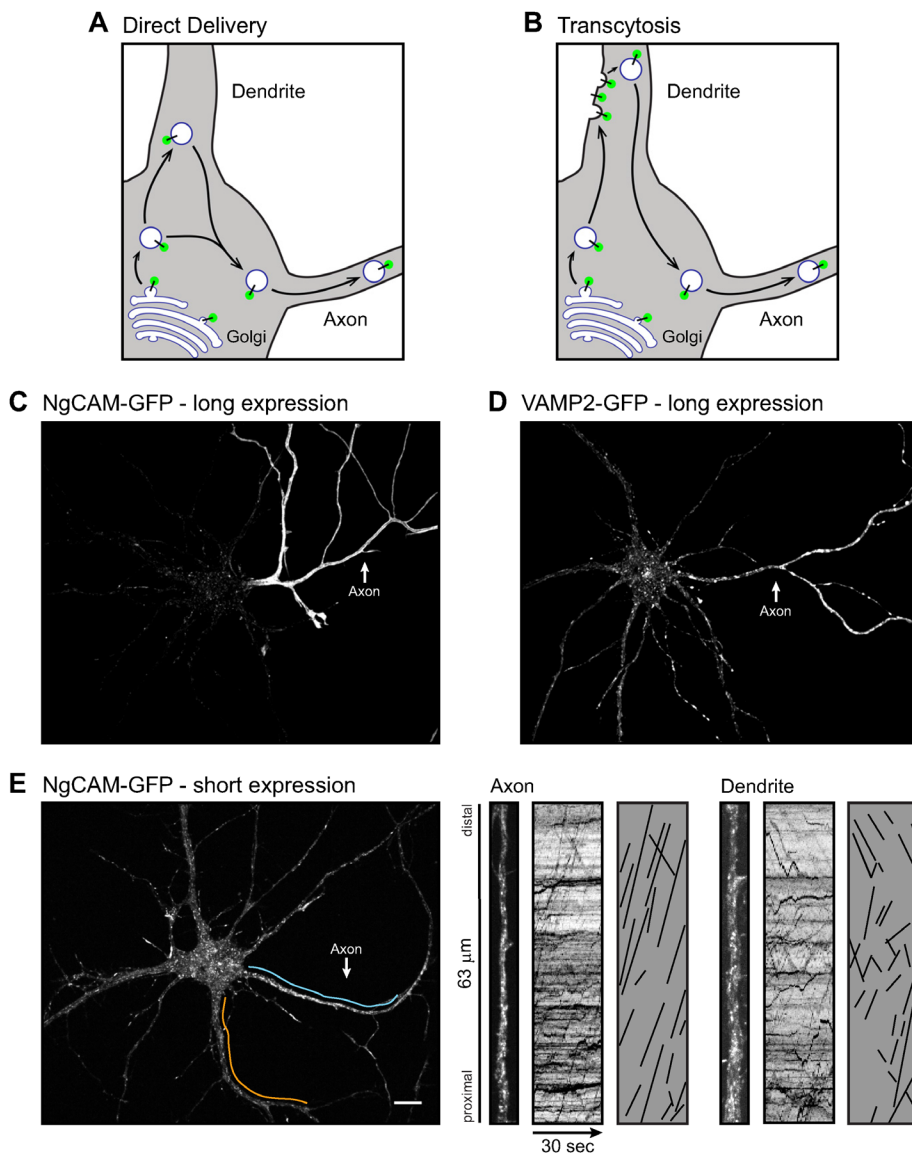 A Direct Delivery
Dendrite
Golgi
Axon
B Transcytosis
Dendrite
Golgi
Axon
C NgCAM-GFP - long expression
Axon
D VAMP2-GFP - long expression
Axon
E NgCAM-GFP - short expression
Axon
Axon
Dendrite
distal
63 µm
proximal
30 sec